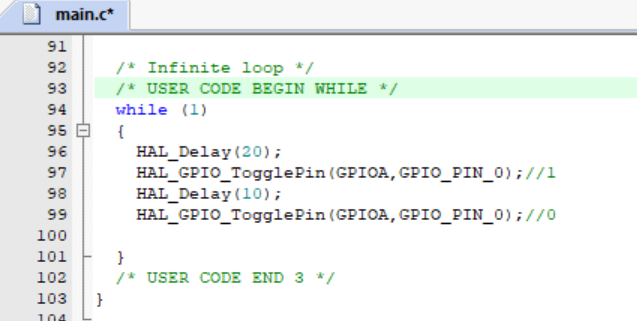 main.c*
91
92 /* Infinite loop */
93 /* USER CODE BEGIN WHILE */
94 while (1)
95 {
96 HAL_Delay(20);
97 HAL_GPIO_TogglePin(GPIOA,GPIO_PIN_0);//1
98 HAL_Delay(10);
99 HAL_GPIO_TogglePin(GPIOA,GPIO_PIN_0);//0
100
101 }
102 /* USER CODE END 3 */
103 }
104